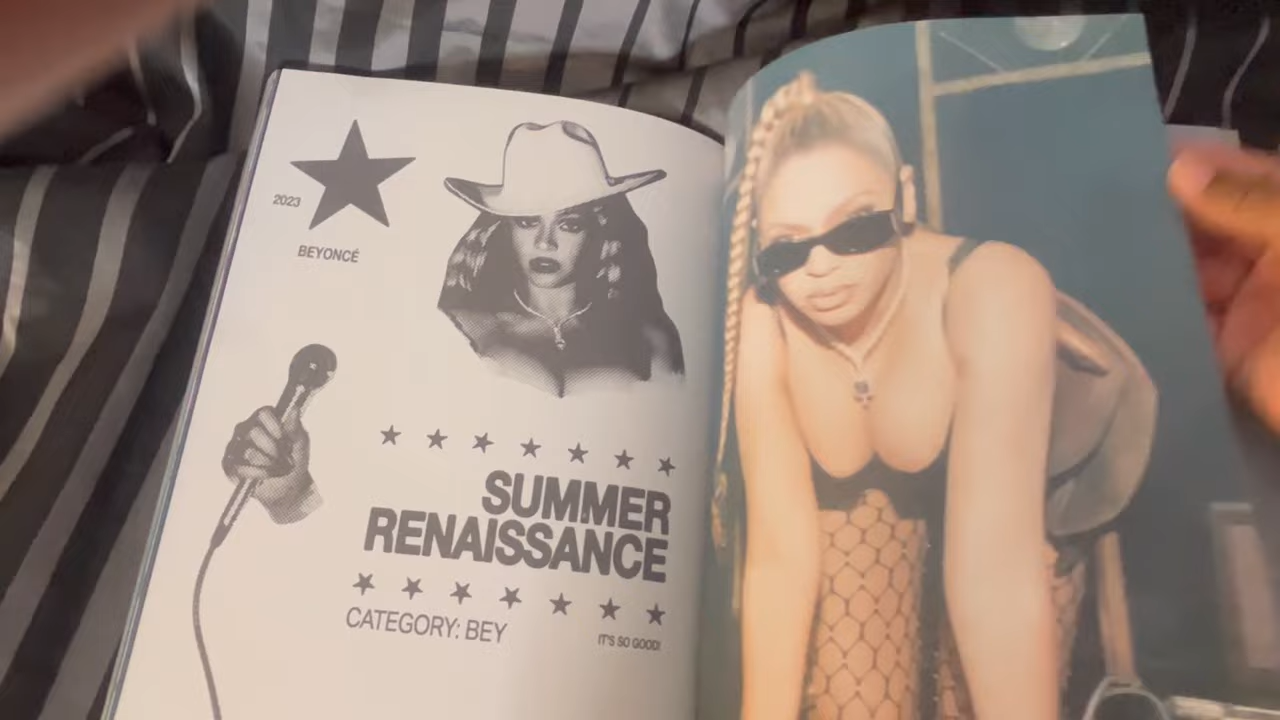 2023
BEYONCÉ
SUMMER
RENAISSANCE
CATEGORY: BEY
IT'S SO GOOD!